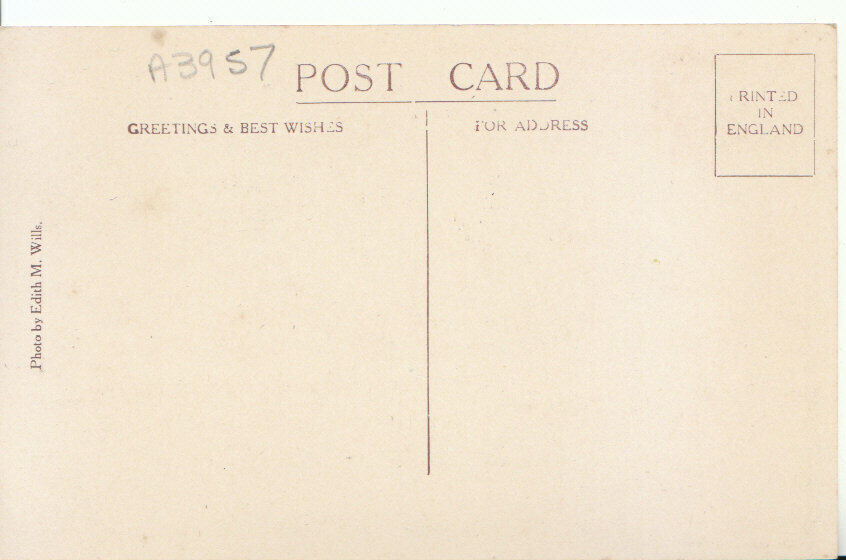 A3957
POST CARD
GREETINGS & BEST WISHES
FOR ADDRESS
PRINTED
IN
ENGLAND
Photo by Edith M. Wills.